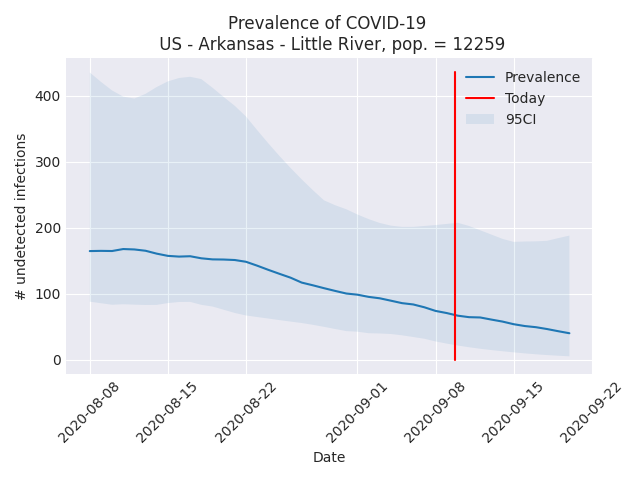 Prevalence of COVID-19
US - Arkansas - Little River, pop. = 12259
Prevalence
Today
95CI
# undetected infections
400
300
200
100
0
2020-08-08
2020-08-15
2020-08-22
2020-09-01
2020-09-08
2020-09-15
2020-09-22
Date